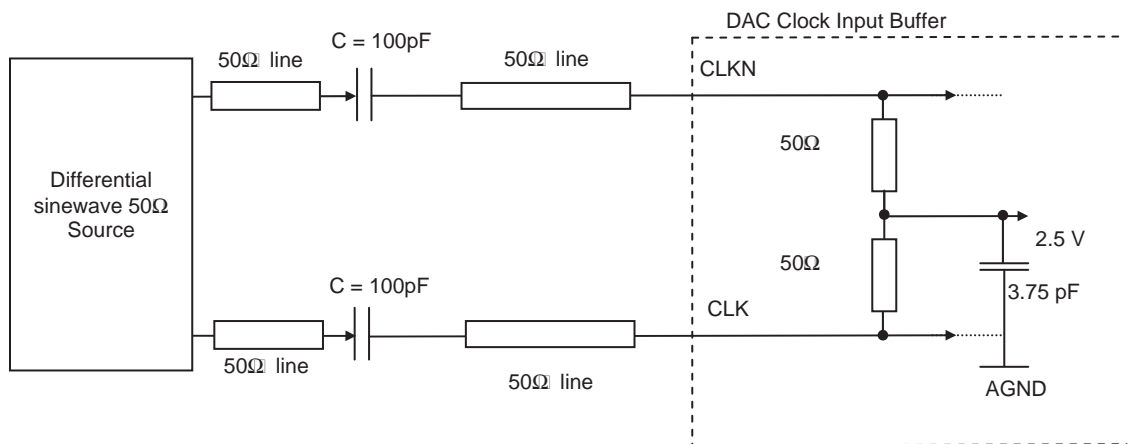 DAC Clock Input Buffer
C = 100pF
50Ω line
50Ω line
CLKN
50Ω
Differential
sinewave 50Ω
Source
2.5 V
50Ω
3.75 pF
C = 100pF
CLK
50Ω line
50Ω line
AGND